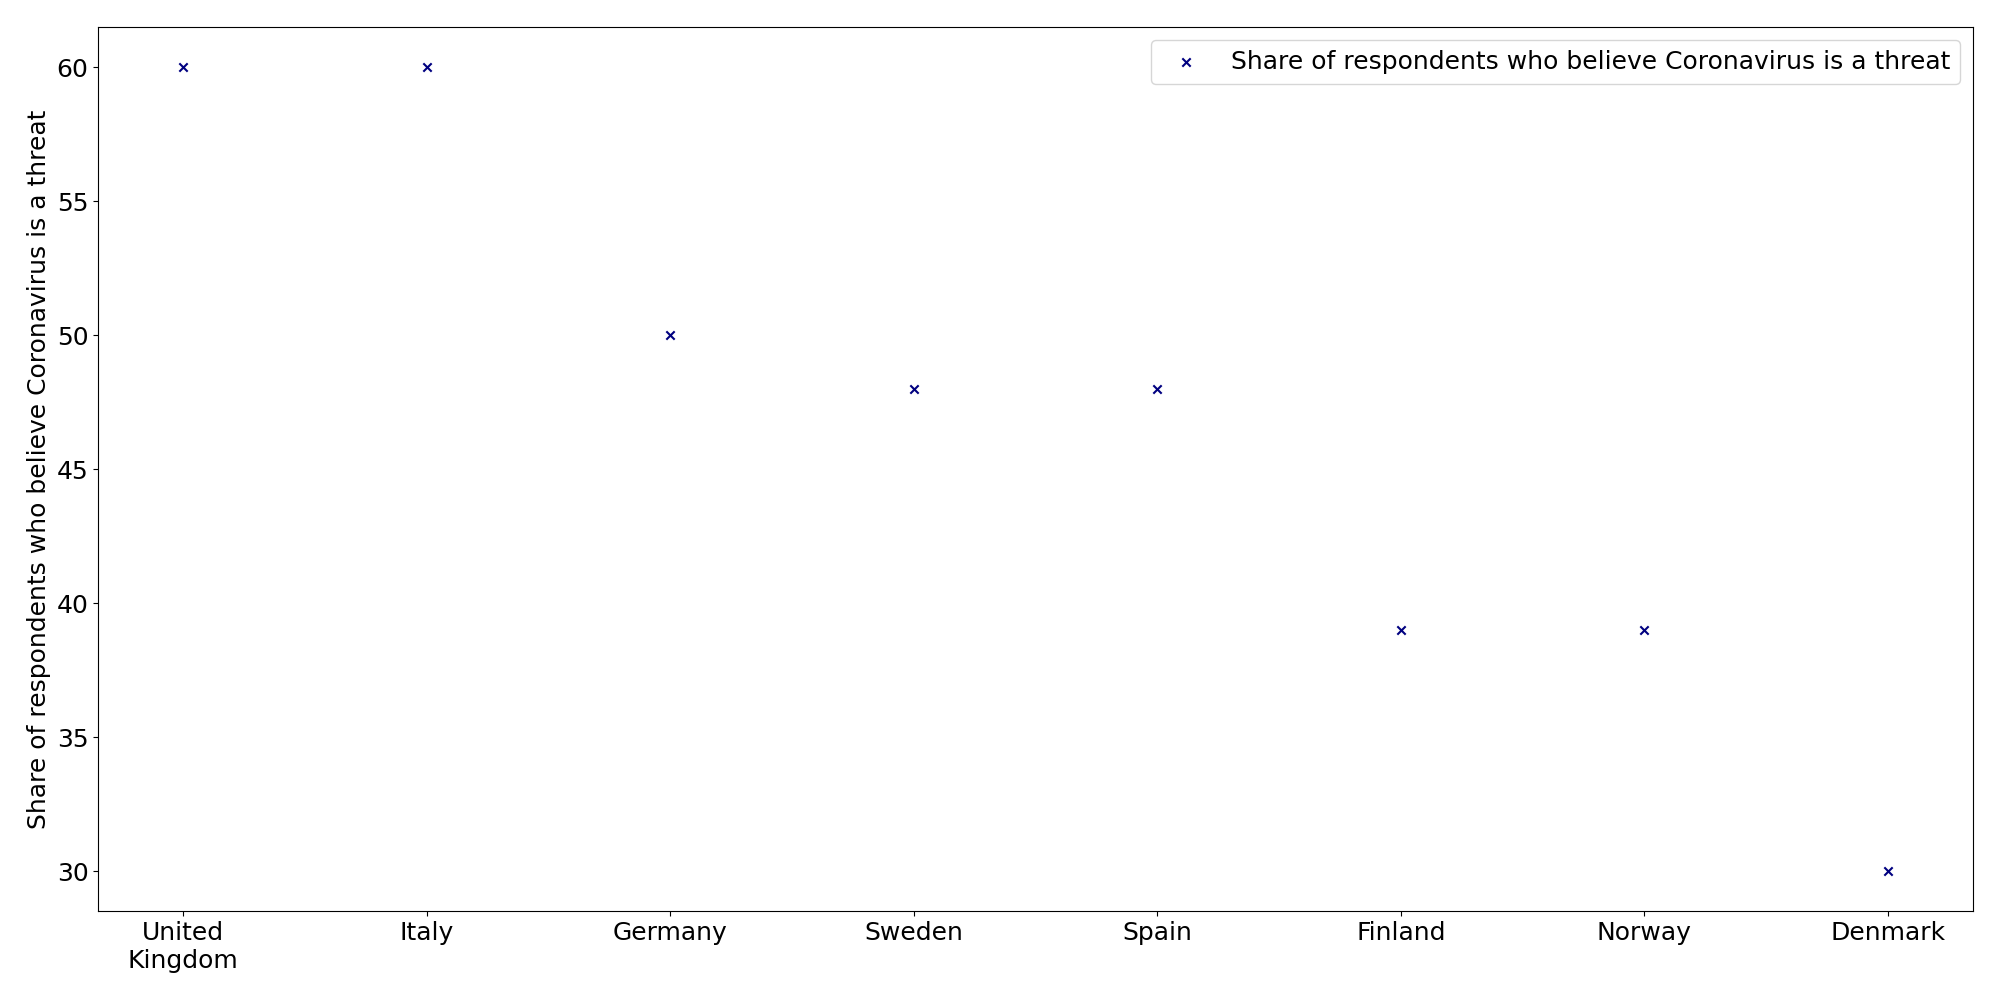 Share of respondents who believe Coronavirus is a threat
Share of respondents who believe Coronavirus is a threat
60
55
50
45
40
35
30
United
Kingdom
Italy
Germany
Sweden
Spain
Finland
Norway
Denmark